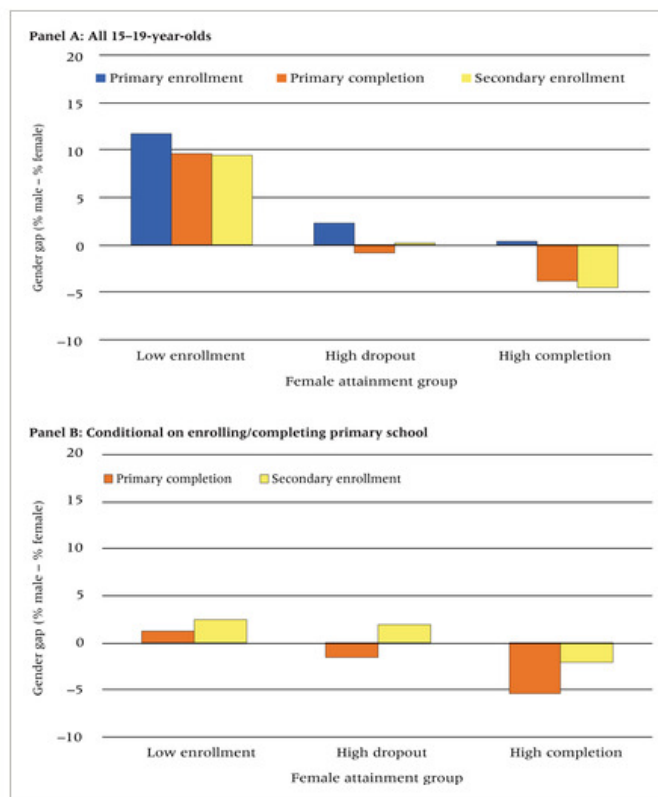 Panel A: All 15–19-year-olds
20
Primary enrollment Primary completion Secondary enrollment
15
10
5
0
–5
–10
Gender gap (% male – % female)
Low enrollment High dropout High completion
Female attainment group
Panel B: Conditional on enrolling/completing primary school
20
Primary completion Secondary enrollment
15
10
5
0
–5
–10
Gender gap (% male – % female)
Low enrollment High dropout High completion
Female attainment group